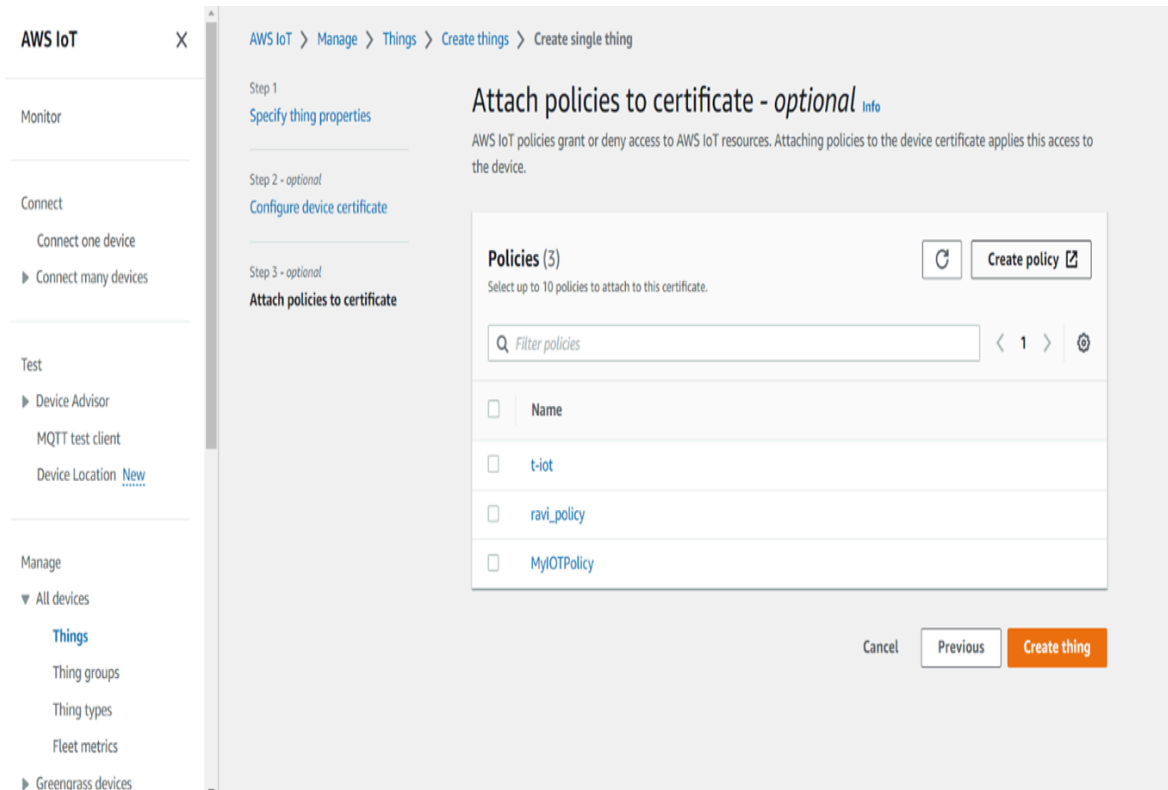 AWS IoT
Monitor
Connect
Connect one device
Connect many devices
Test
Device Advisor
MQTT test client
Device Location New
Manage
All devices
Things
Thing groups
Thing types
Fleet metrics
Greengrass devices
AWS IoT > Manage > Things > Create things > Create single thing
Step 1
Specify thing properties
Step 2 - optional
Configure device certificate
Step 3 - optional
Attach policies to certificate
Attach policies to certificate - optional Info
AWS IoT policies grant or deny access to AWS IoT resources. Attaching policies to the device certificate applies this access to
the device.
Policies (3)
Create policy
Select up to 10 policies to attach to this certificate.
Filter policies
1
Name
t-iot
ravi_policy
MyIOTPolicy
Cancel
Previous
Create thing